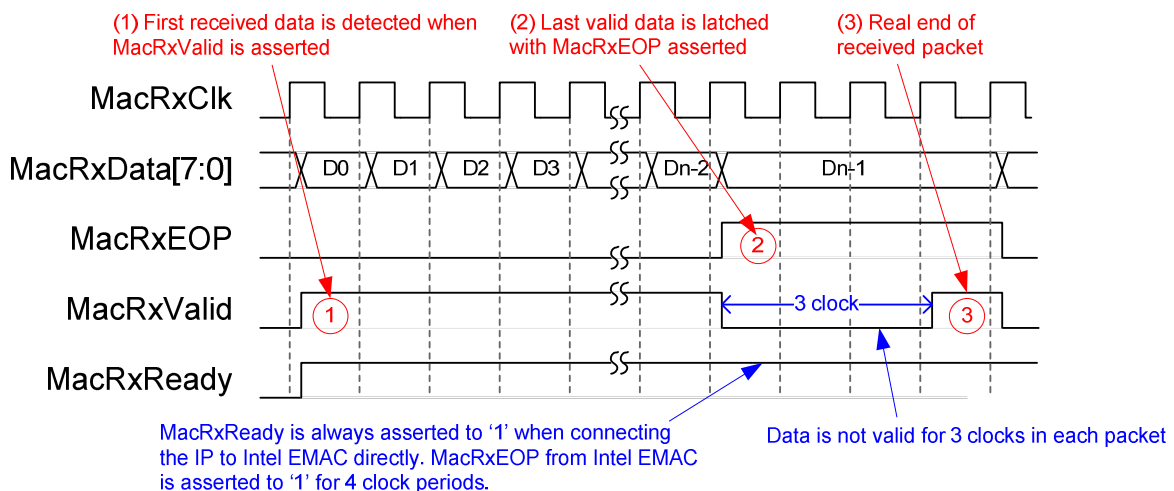 (1) First received data is detected when
MacRxValid is asserted
(2) Last valid data is latched
with MacRxEOP asserted
(3) Real end of
received packet
MacRxClk
MacRxData[7:0]
D0 D1 D2 D3 Dn-2 Dn-1
MacRxEOP
2
MacRxValid
1
3 clock
3
MacRxReady
MacRxReady is always asserted to ‘1’ when connecting
the IP to Intel EMAC directly. MacRxEOP from Intel EMAC
is asserted to ‘1’ for 4 clock periods.
Data is not valid for 3 clocks in each packet